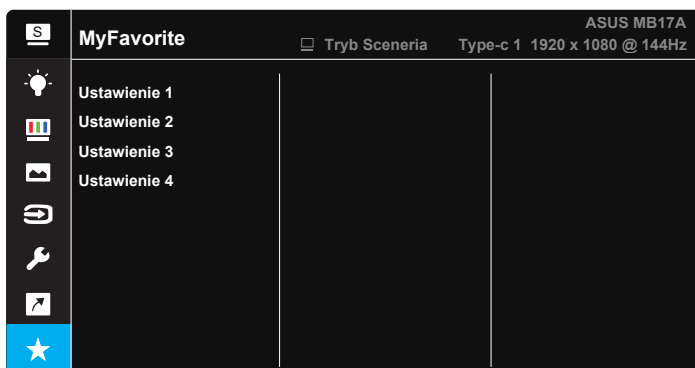 S
ASUS MB17A
MyFavorite
Tryb Sceneria Type-c 1 1920 x 1080 @ 144Hz
Ustawienie 1
Ustawienie 2
Ustawienie 3
Ustawienie 4